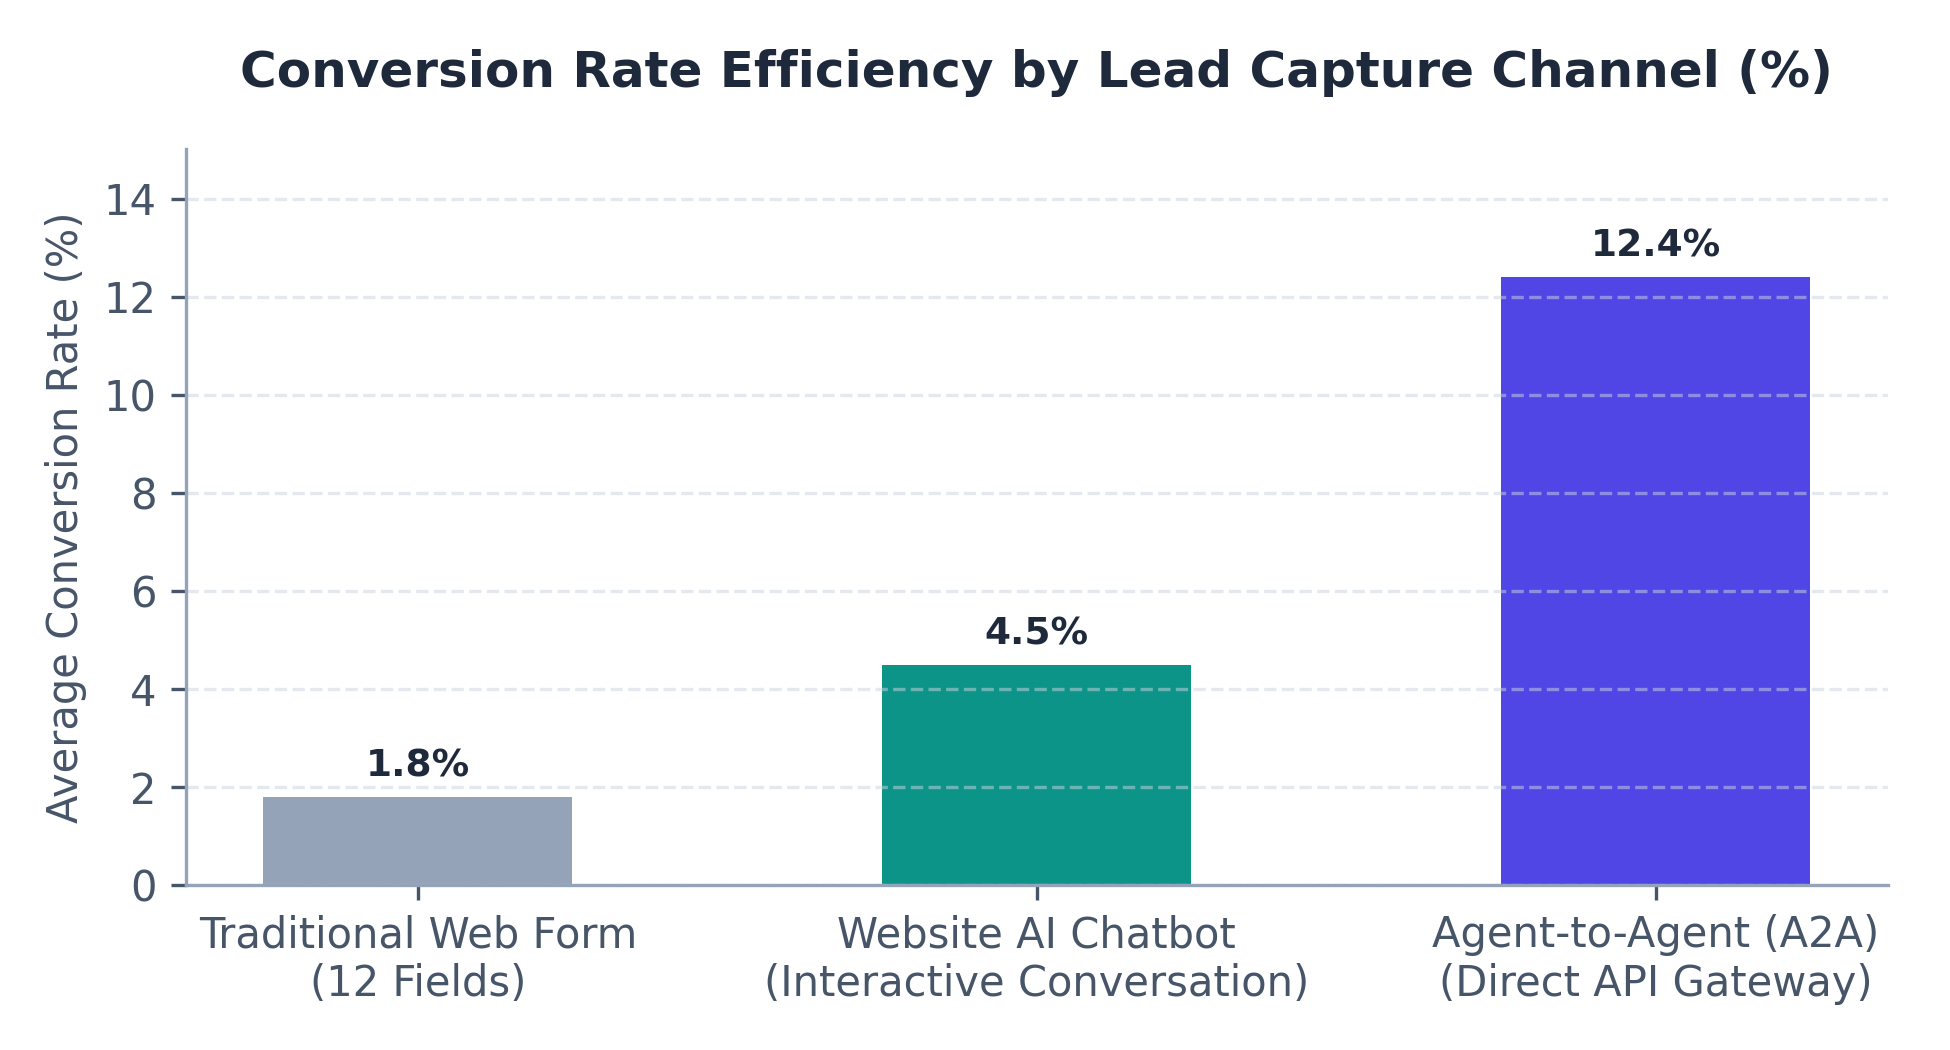 Conversion Rate Efficiency by Lead Capture Channel (%)
Average Conversion Rate (%)
14
12
10
8
6
4
2
0
1.8%
4.5%
12.4%
Traditional Web Form
(12 Fields)
Website AI Chatbot
(Interactive Conversation)
Agent-to-Agent (A2A)
(Direct API Gateway)